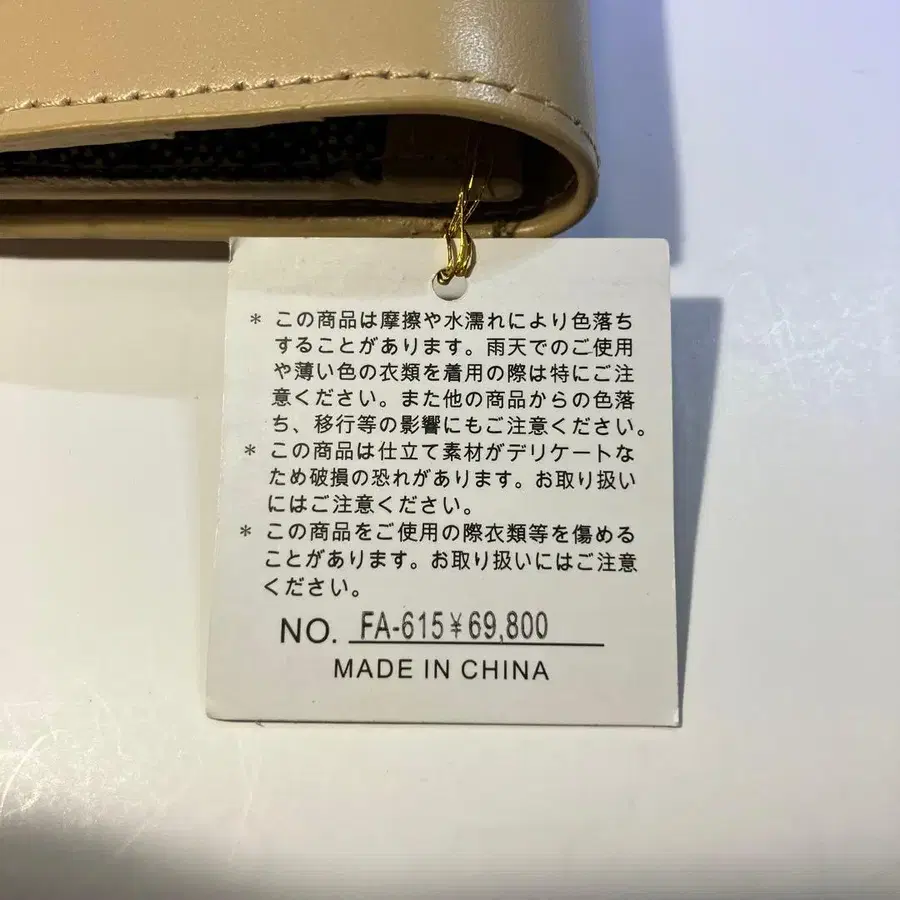 * この商品は摩擦や水濡れにより色落ち
することがあります。雨天でのご使用
や薄い色の衣類を着用の際は特にご注
意ください。また他の商品からの色落
ち、移行等の影響にもご注意ください。
* この商品は仕立て素材がデリケートな
ため破損の恐れがあります。お取り扱い
にはご注意ください。
* この商品をご使用の際衣類等を傷める
ことがあります。お取り扱いにはご注意
ください。
NO. FA-615¥69,800
MADE IN CHINA